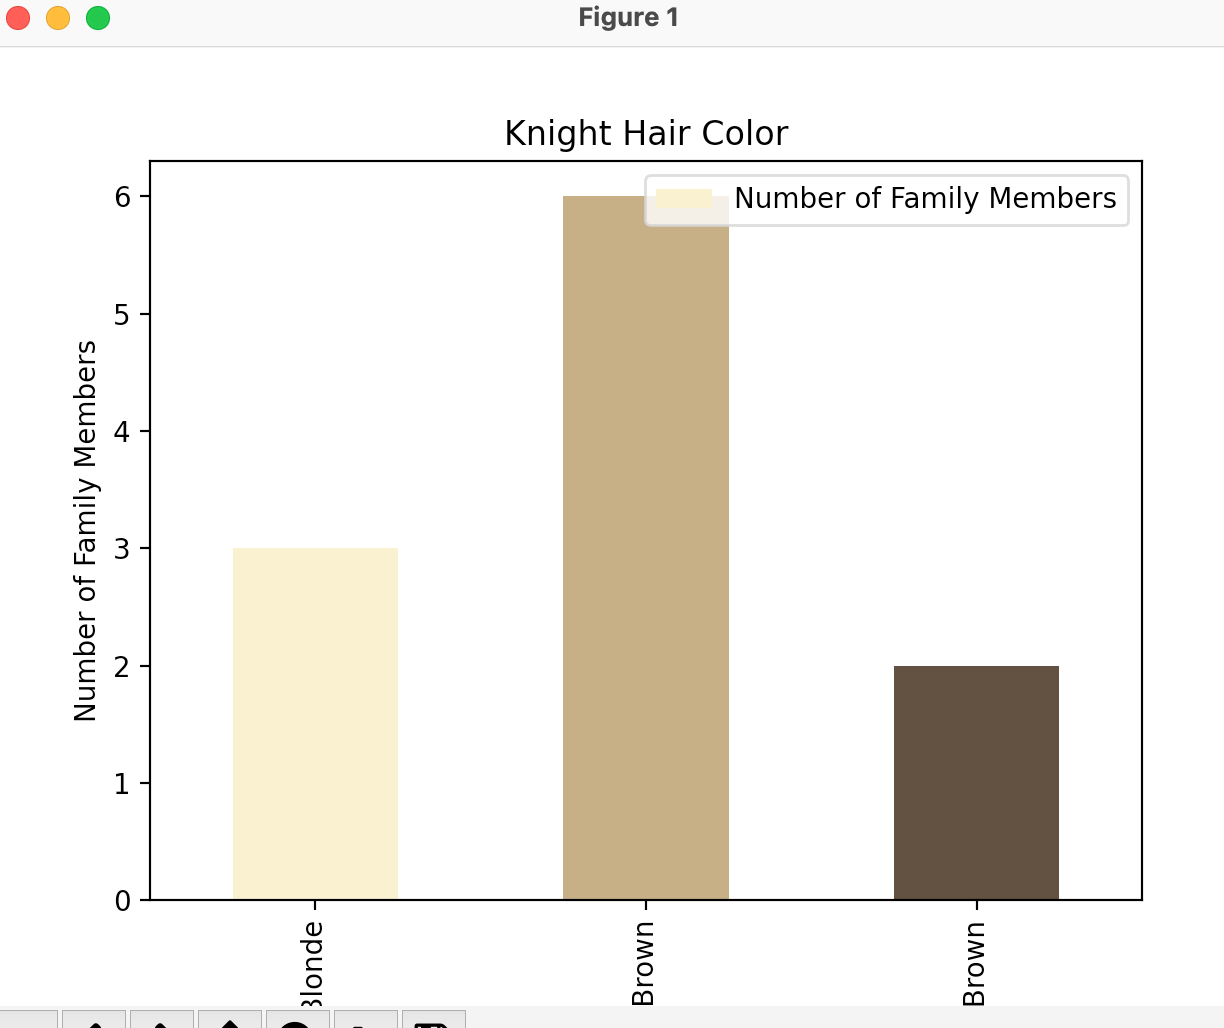 Figure 1
Knight Hair Color
Number of Family Members
Number of Family Members
6
5
4
3
2
1
0
Blonde
Brown
Brown